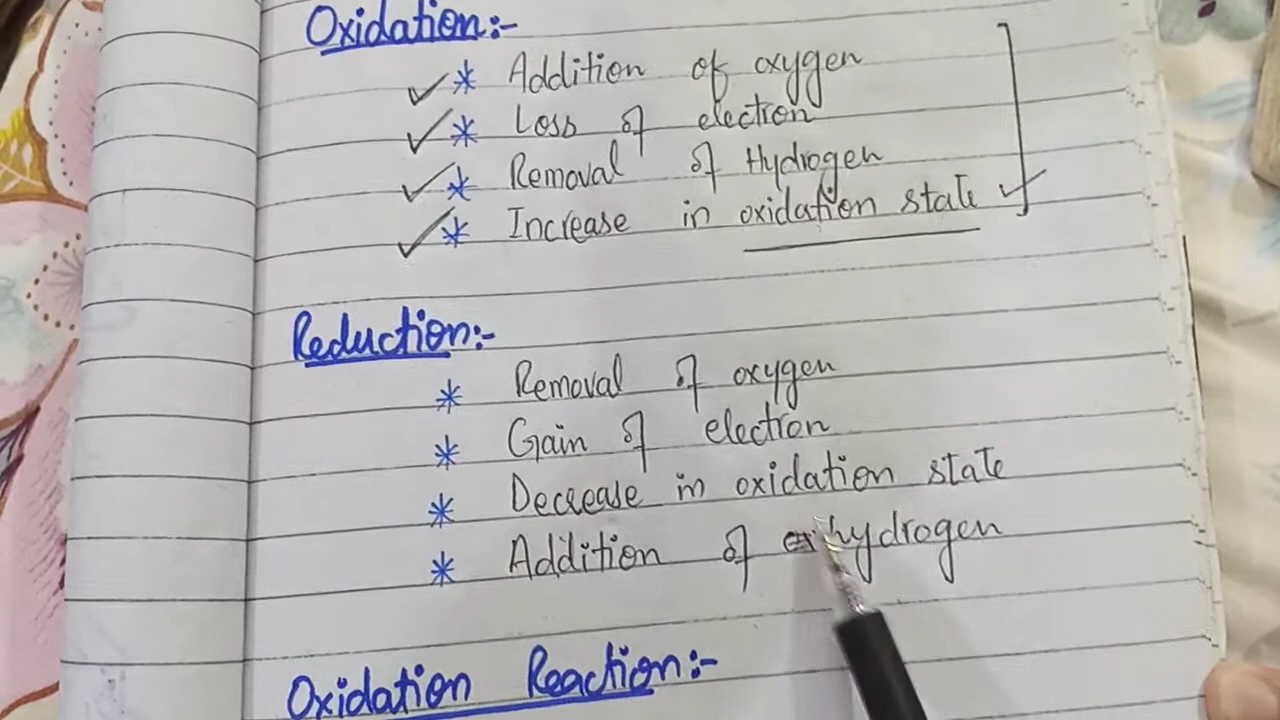 Oxidation:-
✓ * Addition of oxygen
✓ * Loss of electron
✓ * Removal of Hydrogen
✓ * Increase in oxidation state ✓
Reduction:-
* Removal of oxygen
* Gain of electron
* Decrease in oxidation state
* Addition of hydrogen
Oxidation Reaction:-